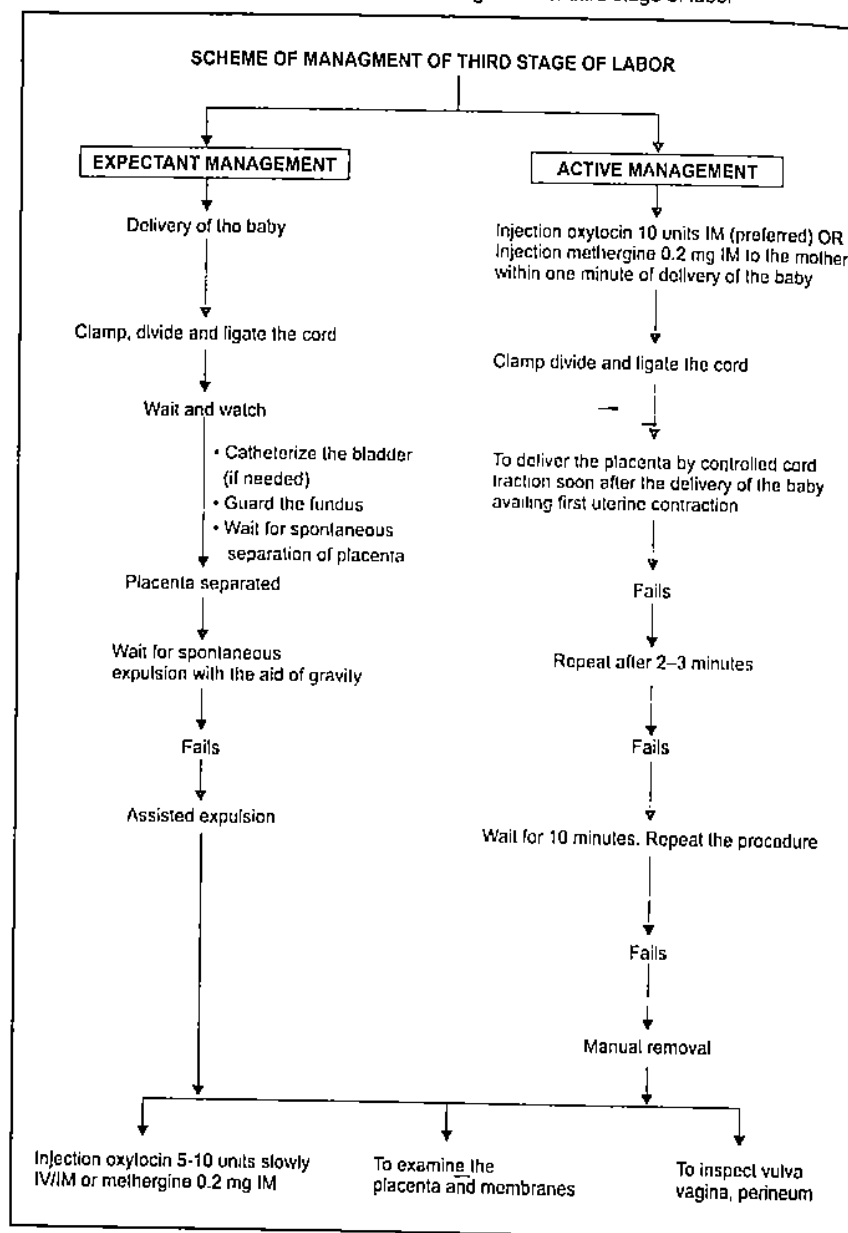 third stage of labor
SCHEME OF MANAGMENT OF THIRD STAGE OF LABOR
EXPECTANT MANAGEMENT
Delivery of tho baby
Clamp, divide and ligate the cord
Wait and watch
• Catheterize the bladder
(if needed)
• Guard the fundus
• Wait for spontaneous
separation of placenta
Placenta separated
Wait for spontaneous
expulsion with the aid of gravity
Fails
Assisted expulsion
ACTIVE MANAGEMENT
Injection oxylocin 10 units IM (preferred) OR
Injection methergine 0.2 mg IM to the mother
within one minute of delivery of the baby
Clamp divide and ligate the cord
To deliver the placenta by controlled cord
traction soon after the delivery of the baby
availing first uterine contraction
Fails
Repeat after 2–3 minutes
Fails
Wait for 10 minutes. Repeat the procedure
Fails
Manual removal
Injection oxylocin 5-10 units slowly
IV/IM or methergine 0.2 mg IM
To examine the
placenta and membranes
To inspect vulva
vagina, perineum